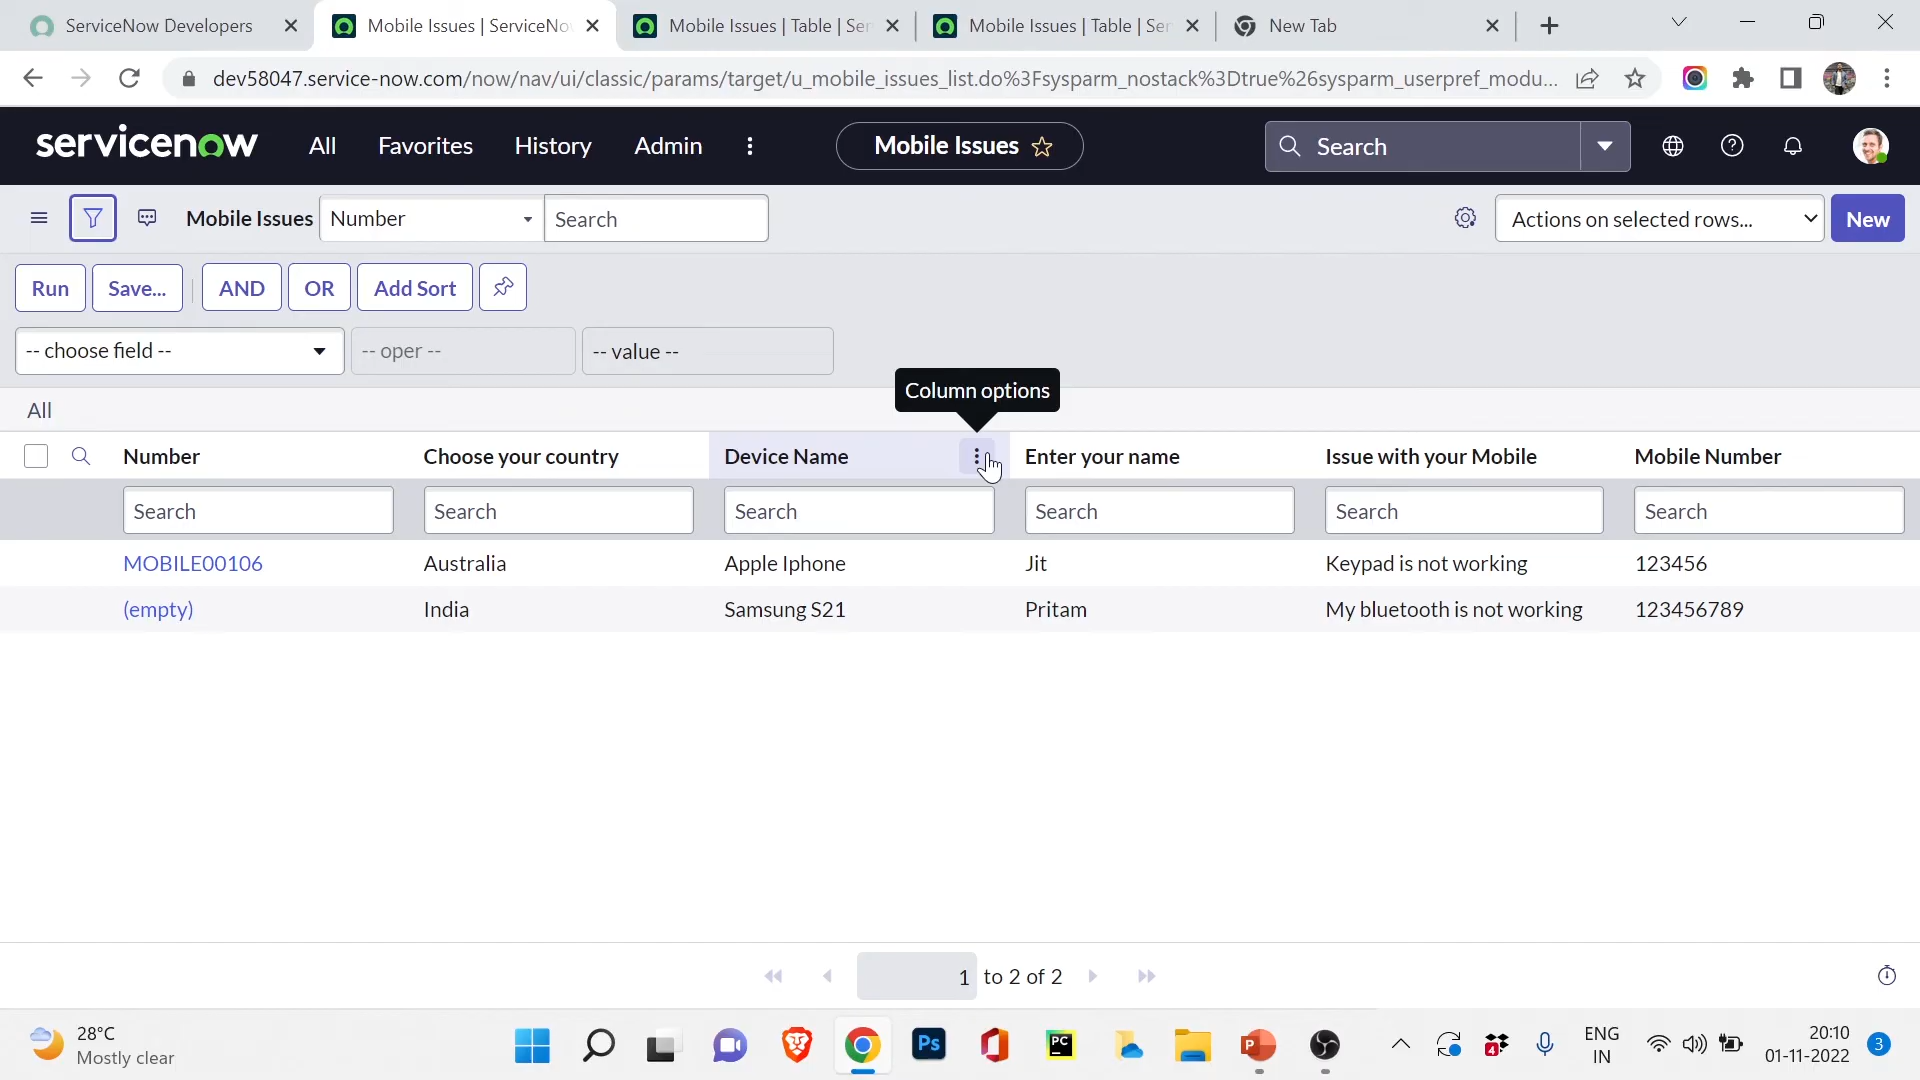 ServiceNow Developers
Mobile Issues | ServiceNo
Mobile Issues | Table | Ser
Mobile Issues | Table | Ser
New Tab
dev58047.service-now.com/now/nav/ui/classic/params/target/u_mobile_issues_list.do%3Fsysparm_nostack%3Dtrue%26sysparm_userpref_modu...
servicenow
All
Favorites
History
Admin
Mobile Issues
Search
Mobile Issues
Number
Search
Actions on selected rows...
New
Run
Save...
AND
OR
Add Sort
-- choose field --
-- oper --
-- value --
Column options
All
Number
Choose your country
Device Name
Enter your name
Issue with your Mobile
Mobile Number
Search
Search
Search
Search
Search
Search
MOBILE00106
Australia
Apple Iphone
Jit
Keypad is not working
123456
(empty)
India
Samsung S21
Pritam
My bluetooth is not working
123456789
1 to 2 of 2
28°C
Mostly clear
Ps
PC
P
4
ENG
IN
20:10
01-11-2022
3